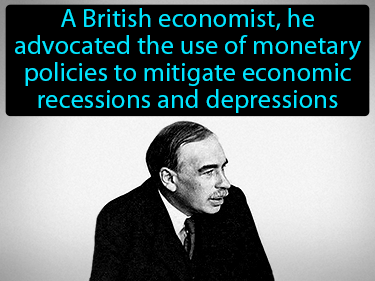 A British economist, he
advocated the use of monetary
policies to mitigate economic
recessions and depressions